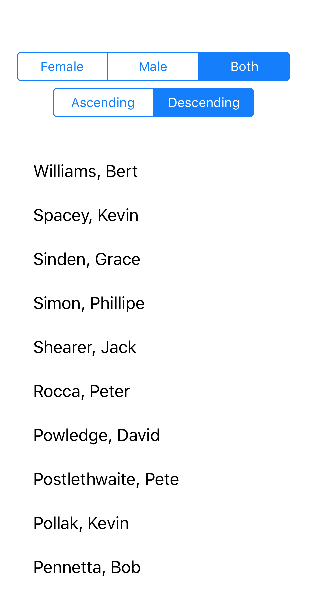 Female Male Both
Ascending Descending
Williams, Bert
Spacey, Kevin
Sinden, Grace
Simon, Phillipe
Shearer, Jack
Rocca, Peter
Powledge, David
Postlethwaite, Pete
Pollak, Kevin
Pennetta, Bob